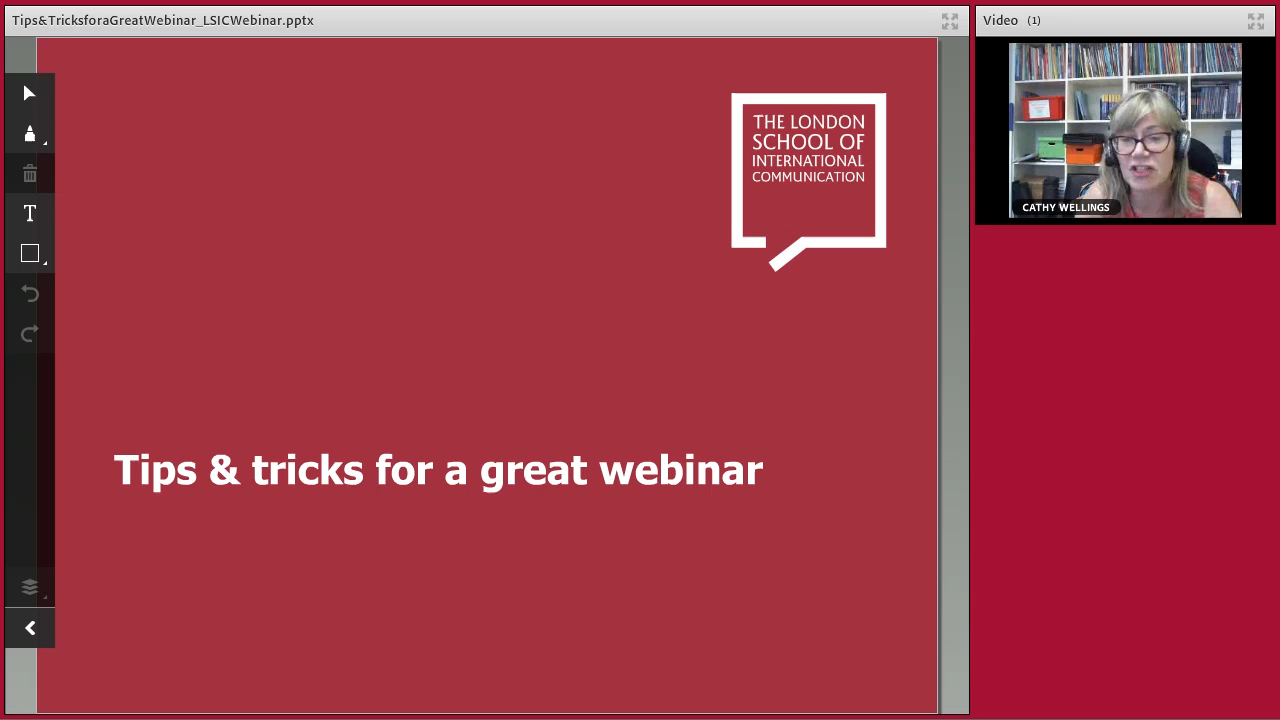 Tips&TricksforaGreatWebinar_LSICWebinar.pptx
Video (1)
THE LONDON
SCHOOL OF
INTERNATIONAL
COMMUNICATION
CATHY WELLINGS
T
Tips & tricks for a great webinar